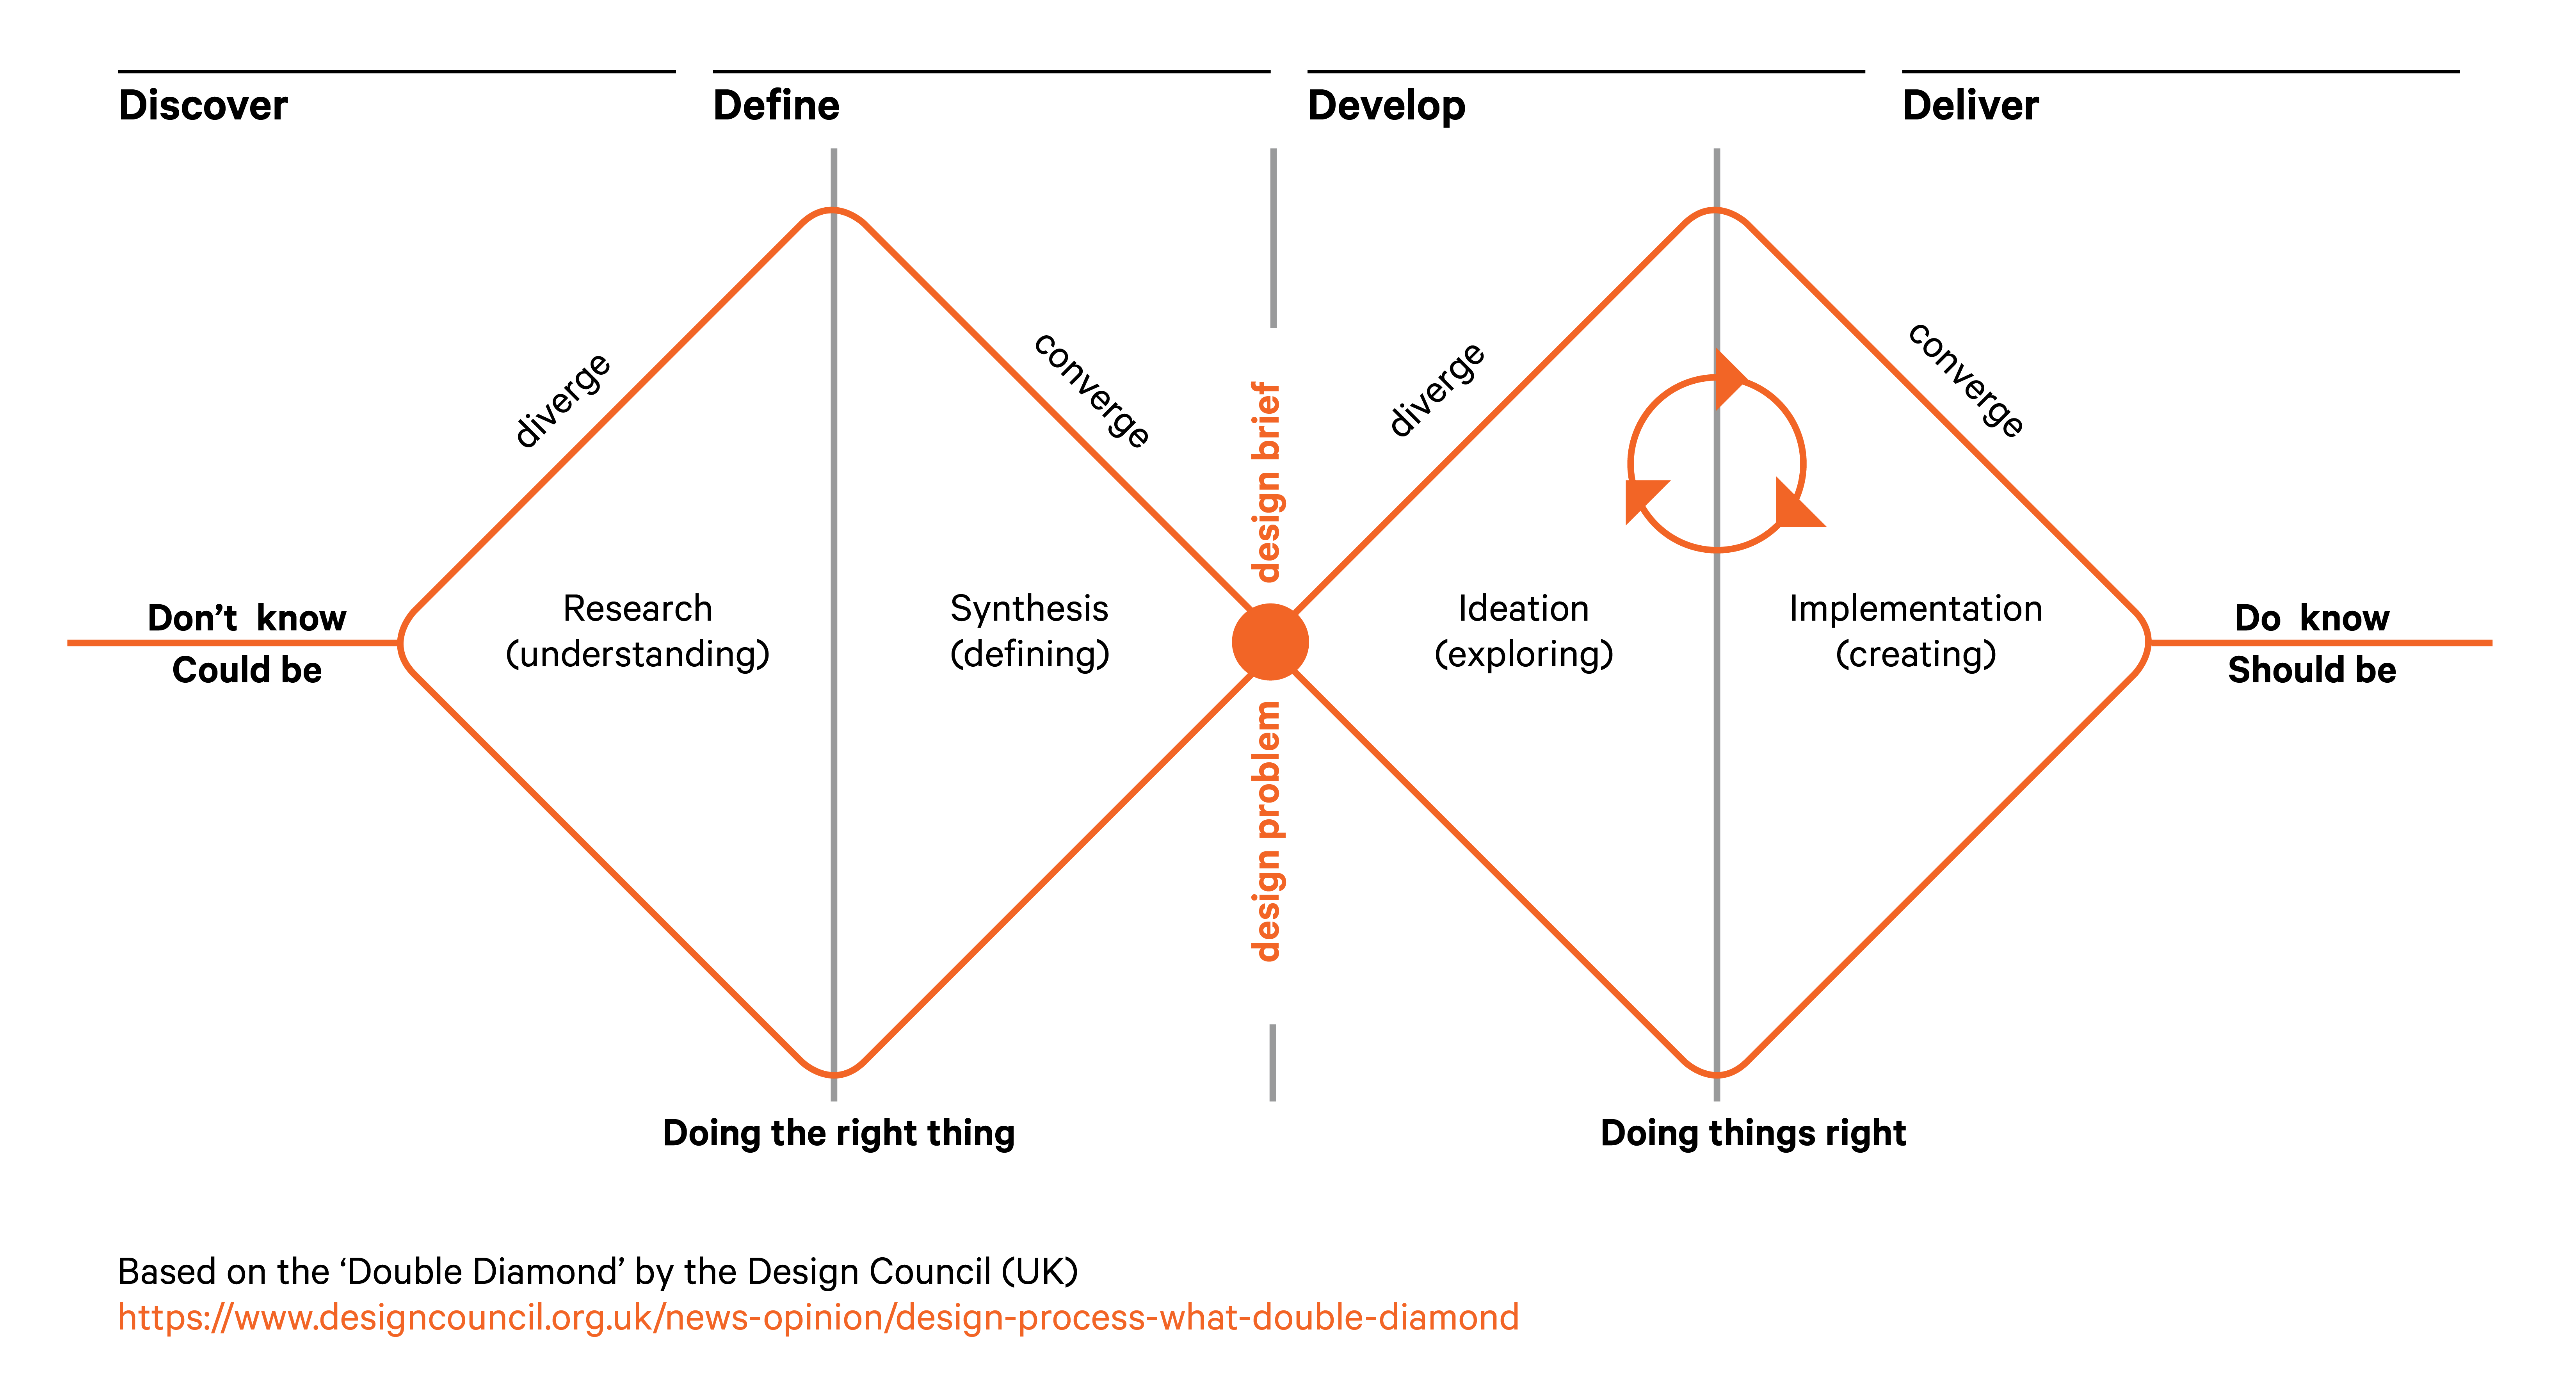 Discover
Define
Develop
Deliver
diverge
converge
diverge
converge
design brief
design problem
Don’t know
Could be
Research
(understanding)
Synthesis
(defining)
Ideation
(exploring)
Implementation
(creating)
Do know
Should be
Doing the right thing
Doing things right
Based on the ‘Double Diamond’ by the Design Council (UK)
https://www.designcouncil.org.uk/news-opinion/design-process-what-double-diamond